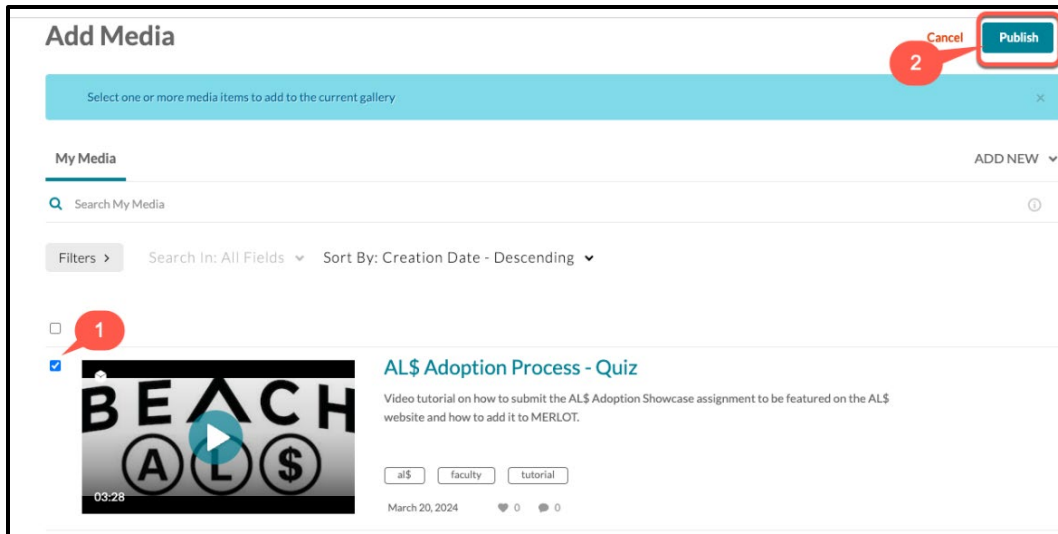 Add Media
Cancel
Publish
2
Select one or more media items to add to the current gallery
×
My Media
ADD NEW
Search My Media
Filters >
Search In: All Fields
Sort By: Creation Date - Descending
1
BEACH
AL$
03:28
AL$ Adoption Process - Quiz
Video tutorial on how to submit the AL$ Adoption Showcase assignment to be featured on the AL$
website and how to add it to MERLOT.
al$
faculty
tutorial
March 20, 2024
0
0